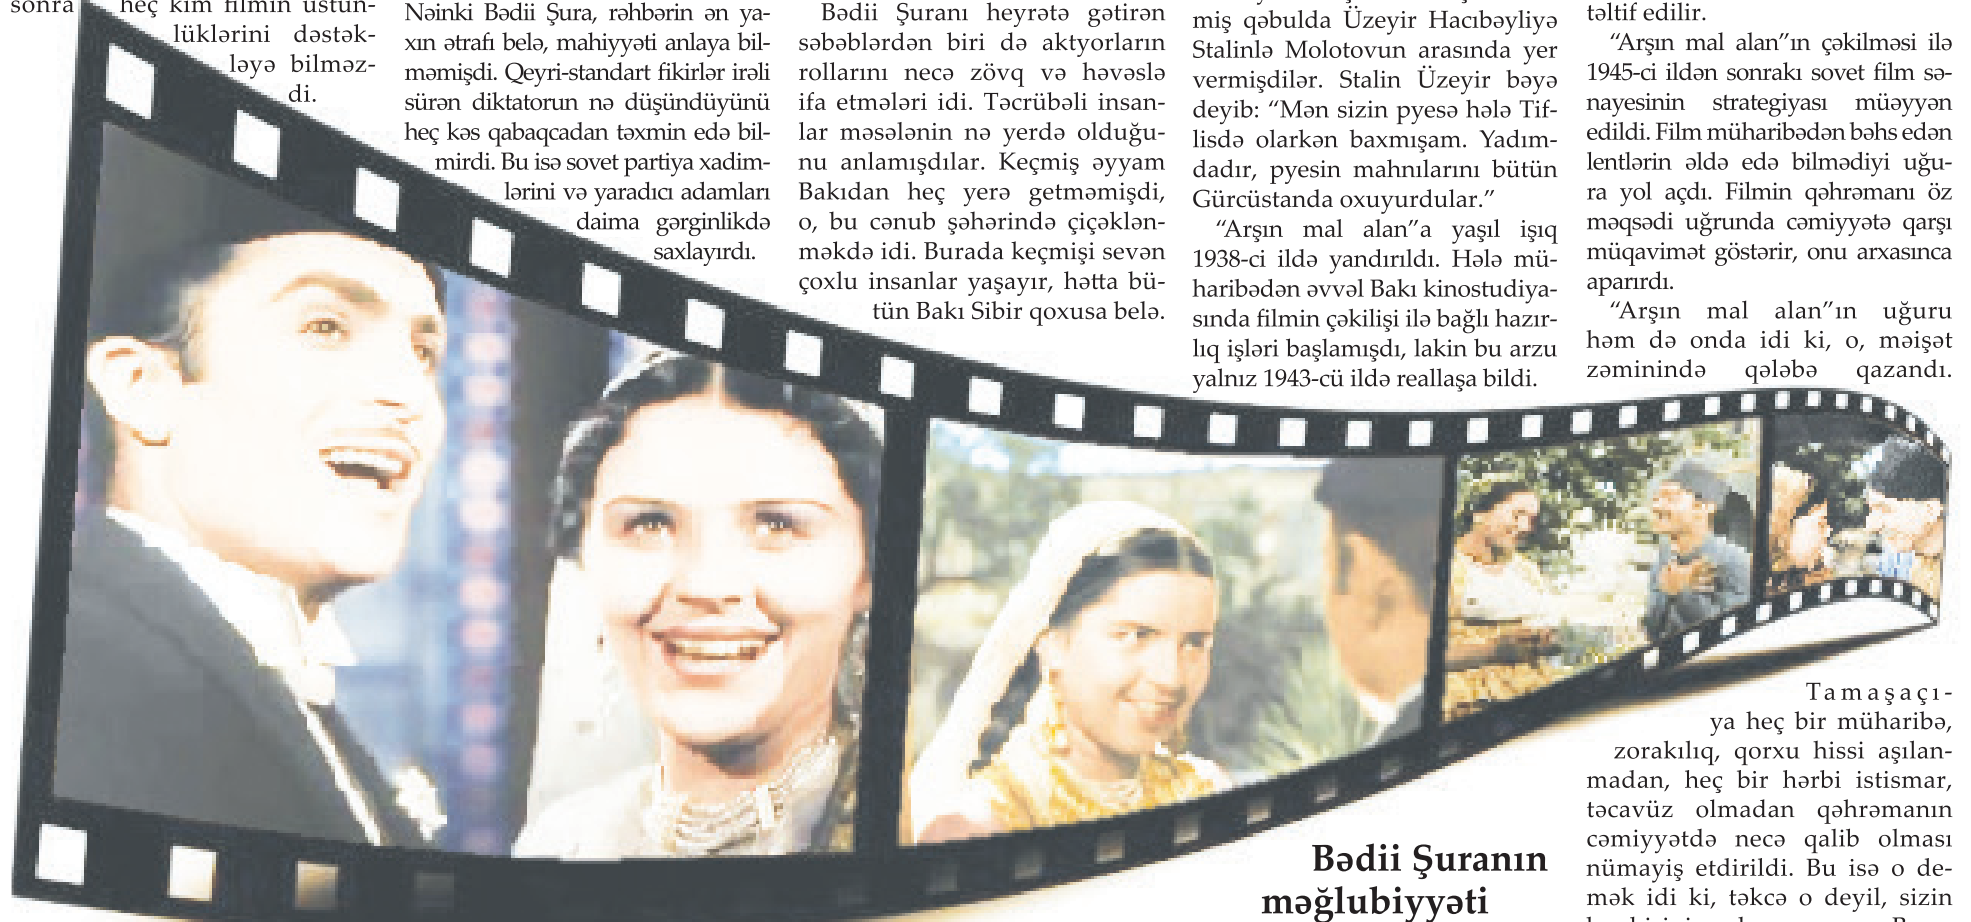 sonra heç kim filmin üstün-
lüklərini dəstək-
ləyə bilməz-
di.
Nəinki Bədii Şura, rəhbərin ən ya-
xın ətrafı belə, mahiyyəti anlaya bil-
məmişdi. Qeyri-standart fikirlər irəli
sürən diktatorun nə düşündüyünü
heç kəs qabaqcadan təxmin edə bil-
mirdi. Bu isə sovet partiya xadim-
lərini və yaradıcı adamları
daima gərginlikdə
saxlayırdı.
Bədii Şuranı heyrətə gətirən
səbəblərdən biri də aktyorların
rollarını necə zövq və həvəslə
ifa etmələri idi. Təcrübəli insan-
lar məsələnin nə yerdə olduğu-
nu anlamışdılar. Keçmiş əyyam
Bakıdan heç yerə getməmişdi,
o, bu cənub şəhərində çiçəklən-
məkdə idi. Burada keçmişi sevən
çoxlu insanlar yaşayır, hətta bü-
tün Bakı Sibir qoxusa belə.
miş qəbulda Üzeyir Hacıbəyliyə
Stalinlə Molotovun arasında yer
vermişdilər. Stalin Üzeyir bəyə
deyib: “Mən sizin pyesə hələ Tif-
lisdə olarkən baxmışam. Yadım-
dadır, pyesin mahnılarını bütün
Gürcüstanda oxuyurdular.”
“Arşın mal alan”a yaşıl işıq
1938-ci ildə yandırıldı. Hələ mü-
haribədən əvvəl Bakı kinostudiya-
sında filmin çəkilişi ilə bağlı hazır-
lıq işləri başlamışdı, lakin bu arzu
yalnız 1943-cü ildə reallaşa bildi.
Bədii Şuranın
məğlubiyyəti
təltif edilir.
“Arşın mal alan”ın çəkilməsi ilə
1945-ci ildən sonrakı sovet film sə-
nayesinin strategiyası müəyyən
edildi. Film müharibədən bəhs edən
lentlərin əldə edə bilmədiyi uğu-
ra yol açdı. Filmin qəhrəmanı öz
məqsədi uğrunda cəmiyyətə qarşı
müqavimət göstərir, onu arxasınca
aparırdı.
“Arşın mal alan”ın uğuru
həm də onda idi ki, o, məişət
zəminində qələbə qazandı.
Tamaşaçı-
ya heç bir müharibə,
zorakılıq, qorxu hissi aşılan-
madan, heç bir hərbi istismar,
təcavüz olmadan qəhrəmanın
cəmiyyətdə necə qalib olması
nümayiş etdirildi. Bu isə o de-
mək idi ki, təkcə o deyil, sizin